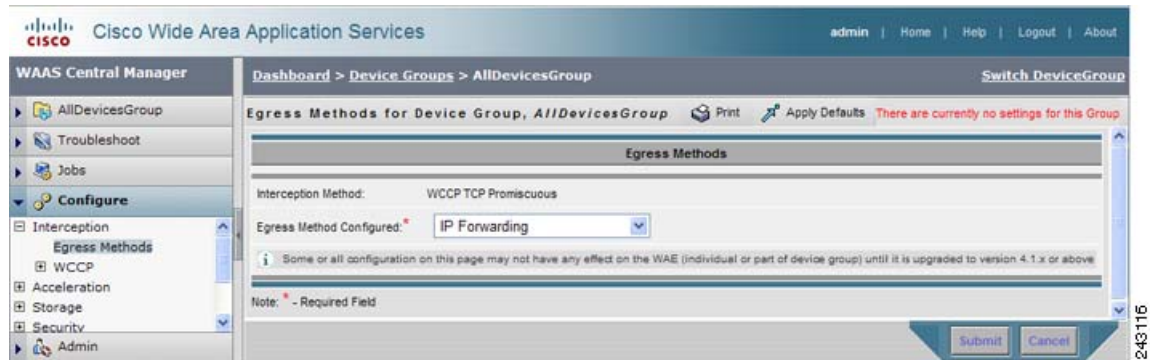 CISCO Cisco Wide Area Application Services
admin | Home | Help | Logout | About
WAAS Central Manager
Dashboard > Device Groups > AllDevicesGroup
Switch DeviceGroup
AllDevicesGroup
Troubleshoot
Jobs
Configure
Interception
Egress Methods
WCCP
Acceleration
Storage
Security
Admin
Egress Methods for Device Group, AllDevicesGroup Print Apply Defaults There are currently no settings for this Group
Egress Methods
Interception Method: WCCP TCP Promiscuous
Egress Method Configured:* IP Forwarding
i Some or all configuration on this page may not have any effect on the WAE (individual or part of device group) until it is upgraded to version 4.1.x or above
Note: * - Required Field
Submit Cancel
243116